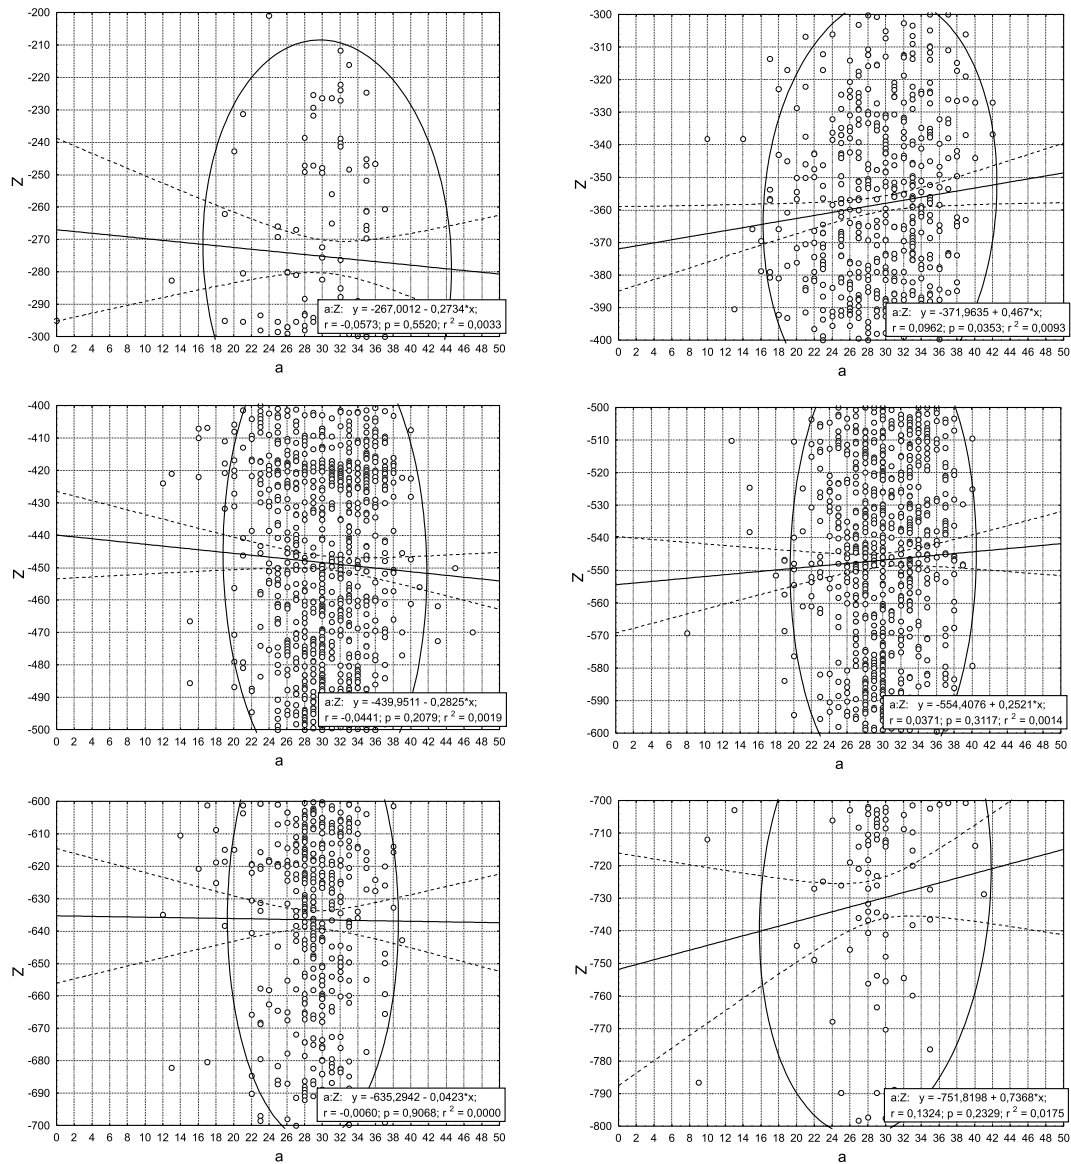 -200
-210
-220
-230
-240
-250
-260
-270
-280
-290
-300
Z
a:Z: y = -267,0012 - 0,2734*x;
r = -0,0573; p = 0,5520; r 2 = 0,0033
0 2 4 6 8 10 12 14 16 18 20 22 24 26 28 30 32 34 36 38 40 42 44 46 48 50
a
-300
-310
-320
-330
-340
-350
-360
-370
-380
-390
-400
Z
a:Z: y = -371,9635 + 0,467*x;
r = 0,0962; p = 0,0353; r 2 = 0,0093
0 2 4 6 8 10 12 14 16 18 20 22 24 26 28 30 32 34 36 38 40 42 44 46 48 50
a
-400
-410
-420
-430
-440
-450
-460
-470
-480
-490
-500
Z
a:Z: y = -439,9511 - 0,2825*x;
r = -0,0441; p = 0,2079; r 2 = 0,0019
0 2 4 6 8 10 12 14 16 18 20 22 24 26 28 30 32 34 36 38 40 42 44 46 48 50
a
-500
-510
-520
-530
-540
-550
-560
-570
-580
-590
-600
Z
a:Z: y = -554,4076 + 0,2521*x;
r = 0,0371; p = 0,3117; r 2 = 0,0014
0 2 4 6 8 10 12 14 16 18 20 22 24 26 28 30 32 34 36 38 40 42 44 46 48 50
a
-600
-610
-620
-630
-640
-650
-660
-670
-680
-690
-700
Z
a:Z: y = -635,2942 - 0,0423*x;
r = -0,0060; p = 0,9068; r 2 = 0,0000
0 2 4 6 8 10 12 14 16 18 20 22 24 26 28 30 32 34 36 38 40 42 44 46 48 50
a
-700
-710
-720
-730
-740
-750
-760
-770
-780
-790
-800
Z
a:Z: y = -751,8198 + 0,7368*x;
r = 0,1324; p = 0,2329; r 2 = 0,0175
0 2 4 6 8 10 12 14 16 18 20 22 24 26 28 30 32 34 36 38 40 42 44 46 48 50
a